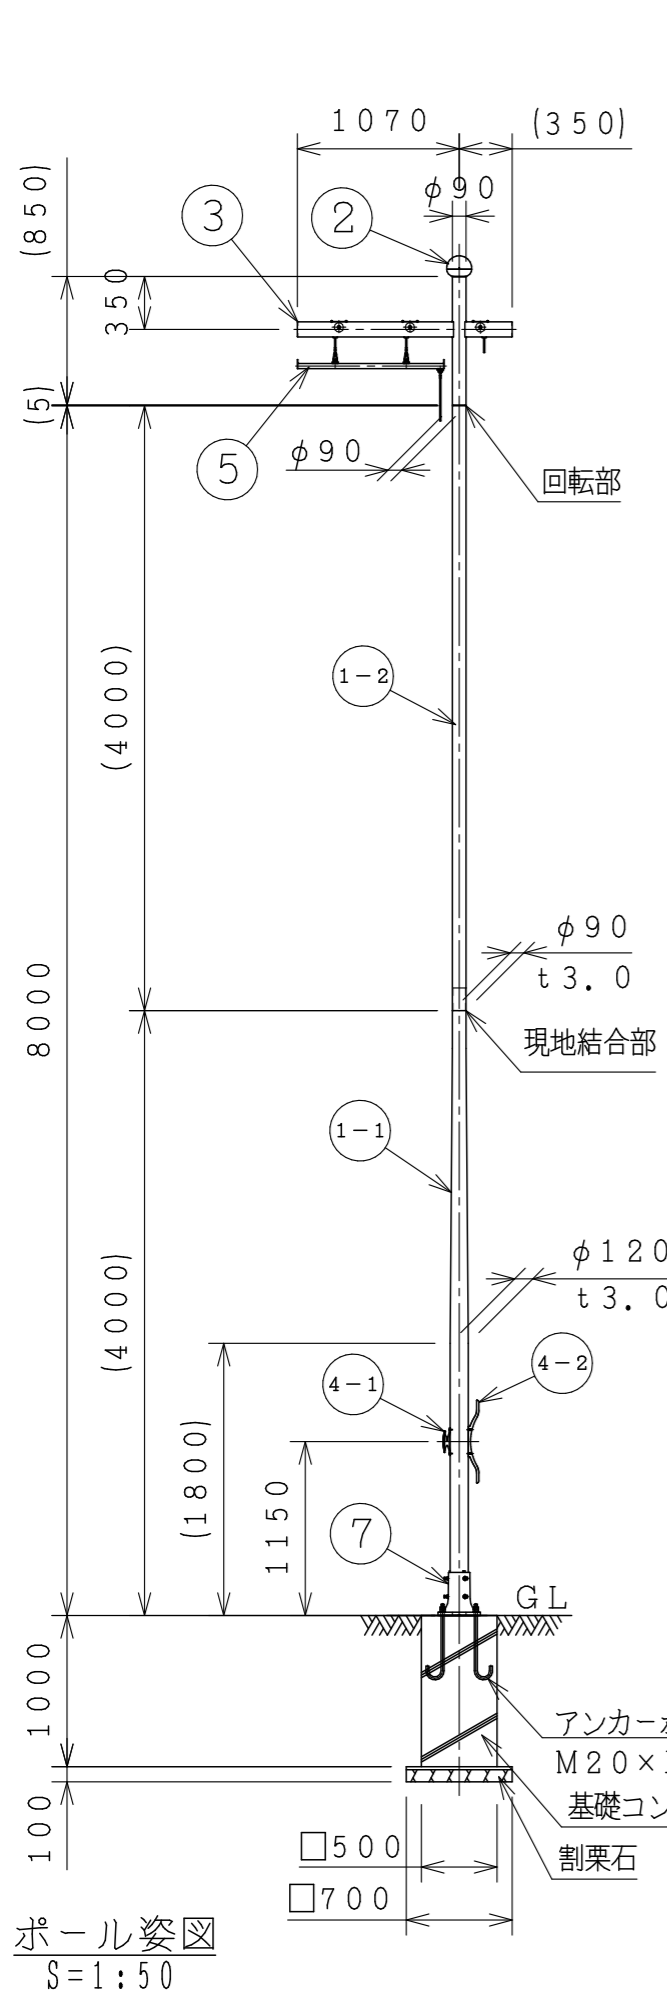 1070
(350)
φ90
(850)
350
3
2
(5)
5
φ90
回転部
(4000)
1-2
8000
φ90
t3.0
現地結合部
1-1
(4000)
φ120
t3.0
4-1
4-2
(1800)
1150
7
GL
1000
アンカー
M20×
基礎コン
100
□500
割栗石
□700
ポール姿図
S=1:50